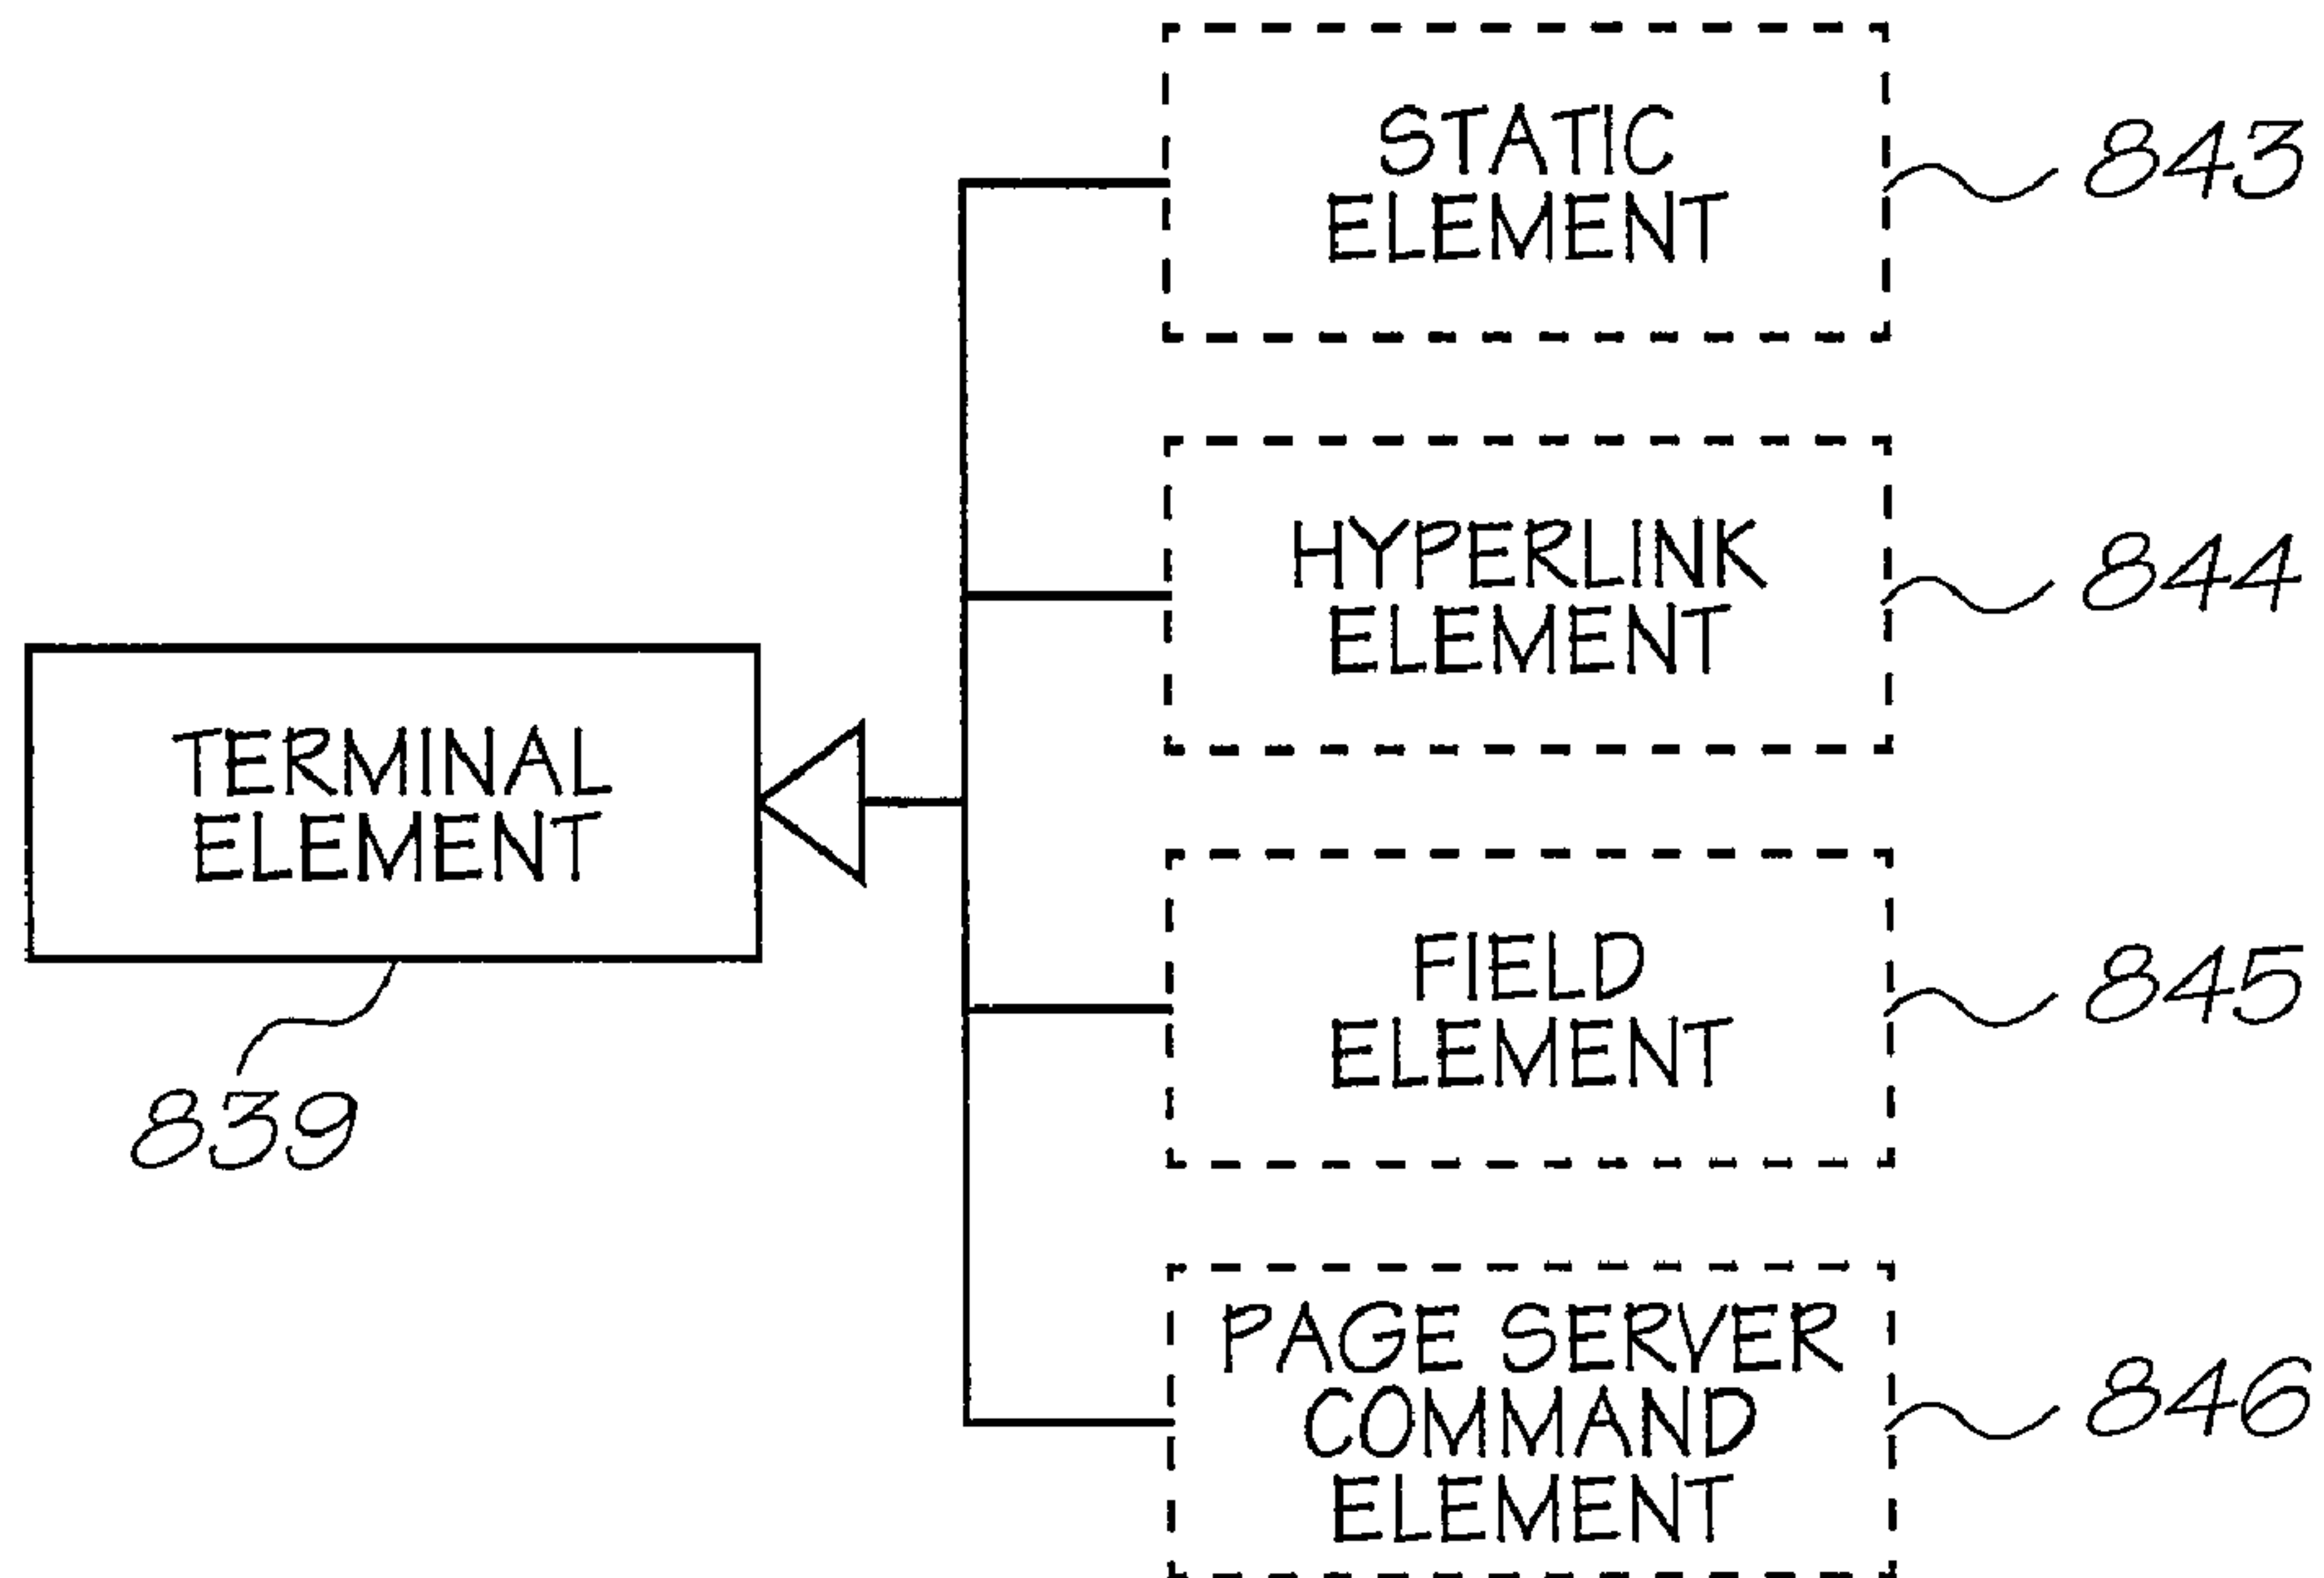 STATIC
ELEMENT
843
HYPERLINK
ELEMENT
844
TERMINAL
ELEMENT
839
FIELD
ELEMENT
845
PAGE SERVER
COMMAND
ELEMENT
846